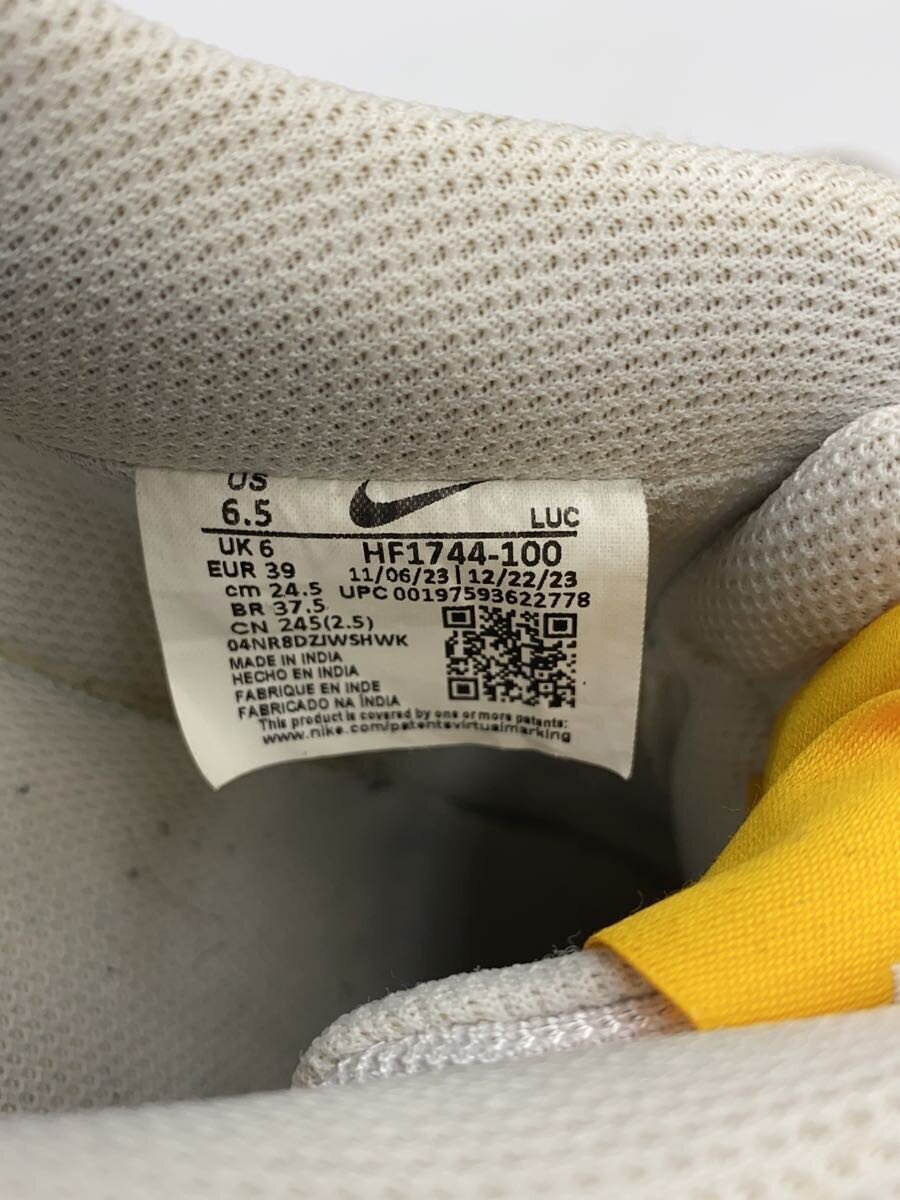 US
6.5
LUC
UK 6
HF1744-100
EUR 39
11/06/23 | 12/22/23
cm 24.5
UPC 00197593622778
BR 37.5
CN 245(2.5)
04NR8DZJWSHWK
MADE IN INDIA
HECHO EN INDIA
FABRIQUE EN INDE
FABRICADO NA ÍNDIA
This product is covered by one or more patents:
www.nike.com/patentsvirtualmarking